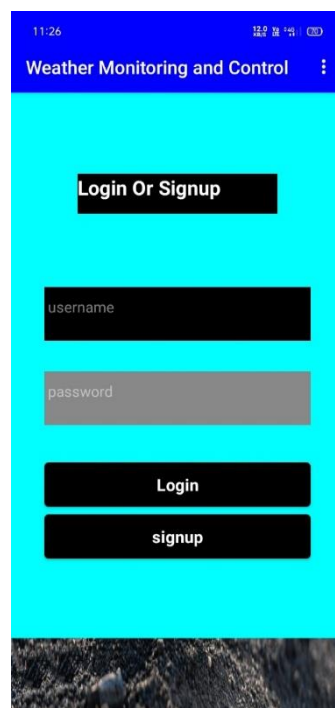 11:26
Weather Monitoring and Control
Login Or Signup
username
password
Login
signup